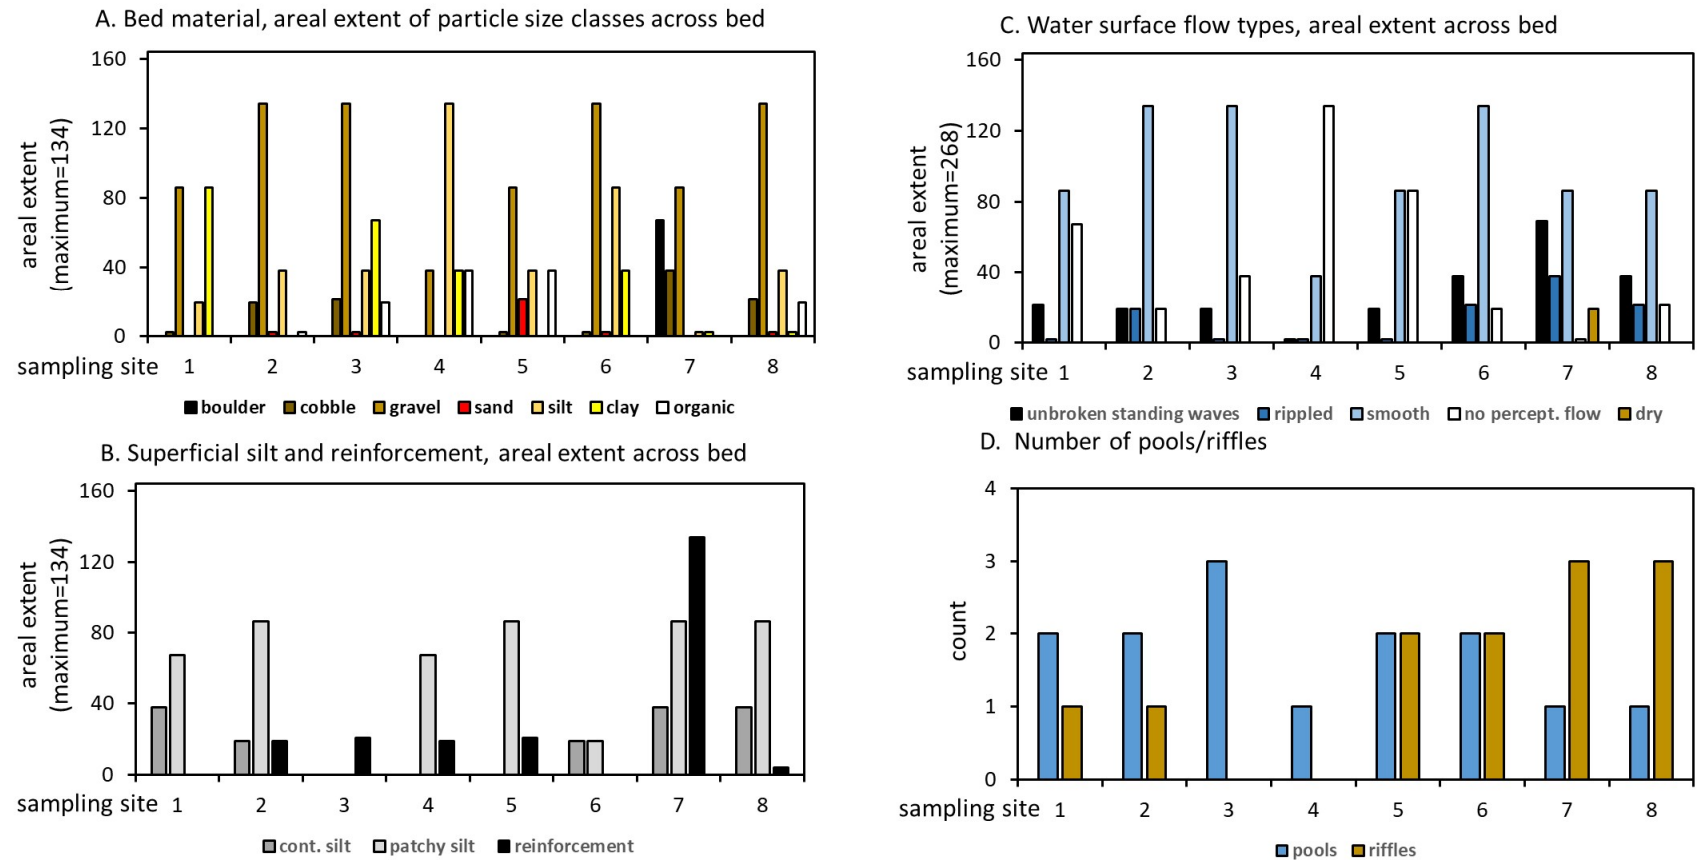 A. Bed material, areal extent of particle size classes across bed
areal extent
(maximum=134)
160
120
80
40
0
sampling site 1 2 3 4 5 6 7 8
boulder cobble gravel sand silt clay organic
B. Superficial silt and reinforcement, areal extent across bed
areal extent
(maximum=134)
160
120
80
40
0
sampling site 1 2 3 4 5 6 7 8
cont. silt patchy silt reinforcement
C. Water surface flow types, areal extent across bed
areal extent
(maximum=268)
160
120
80
40
0
sampling site 1 2 3 4 5 6 7 8
unbroken standing waves rippled smooth no percept. flow dry
D. Number of pools/riffles
count
4
3
2
1
0
sampling site 1 2 3 4 5 6 7 8
pools riffles